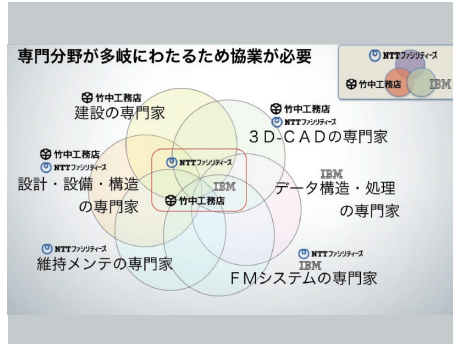 専門分野が多岐にわたるため協業が必要
NTTファシリティーズ
竹中工務店
IBM
竹中工務店
建設の専門家
竹中工務店
NTTファシリティーズ
3D-CADの専門家
竹中工務店
NTTファシリティーズ
設計・設備・構造
の専門家
NTTファシリティーズ
IBM
竹中工務店
IBM
データ構造・処理
の専門家
NTTファシリティーズ
維持メンテの専門家
NTTファシリティーズ
IBM
FMシステムの専門家